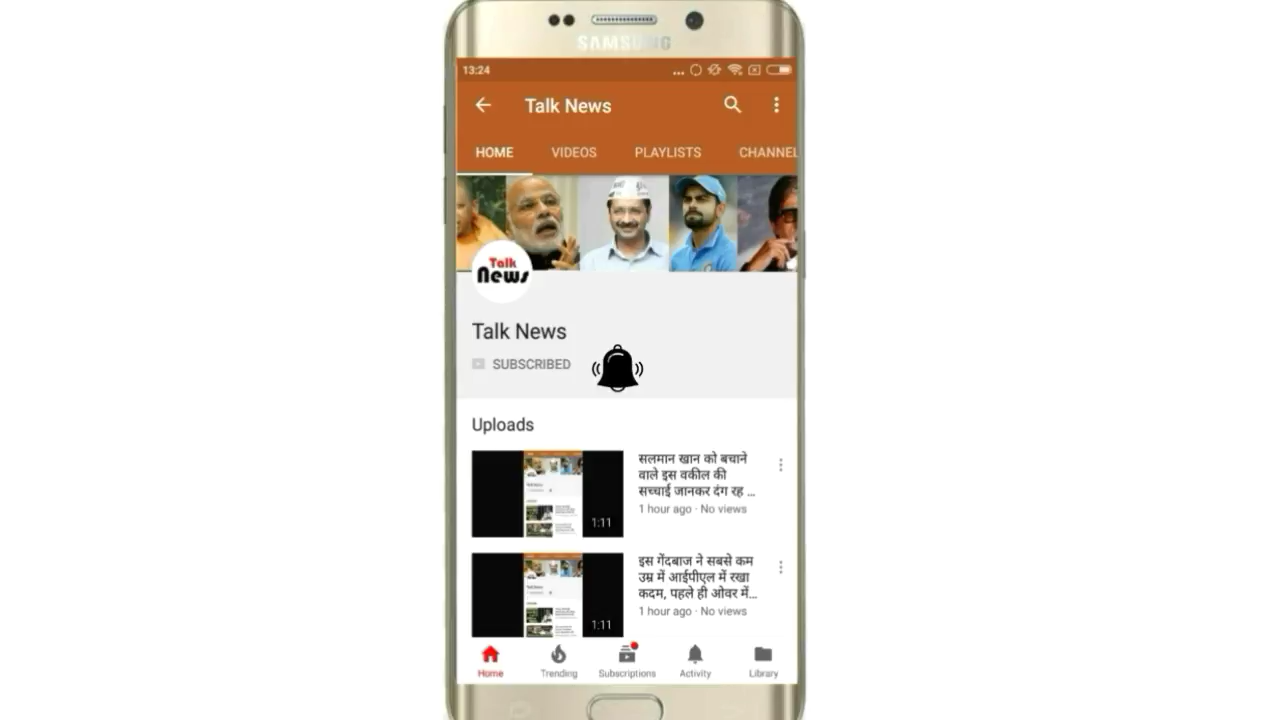 SAMSUNG
13:24
Talk News
HOME VIDEOS PLAYLISTS CHANNEL
Talk
News
Talk News
SUBSCRIBED
Uploads
सलमान खान को बचाने
वाले इस वकील की
सच्चाई जानकर दंग रह ...
1 hour ago · No views
1:11
इस गेंदबाज ने सबसे कम
उम्र में आईपीएल में रखा
कदम, पहले ही ओवर में...
1 hour ago · No views
1:11
Home Trending Subscriptions Activity Library